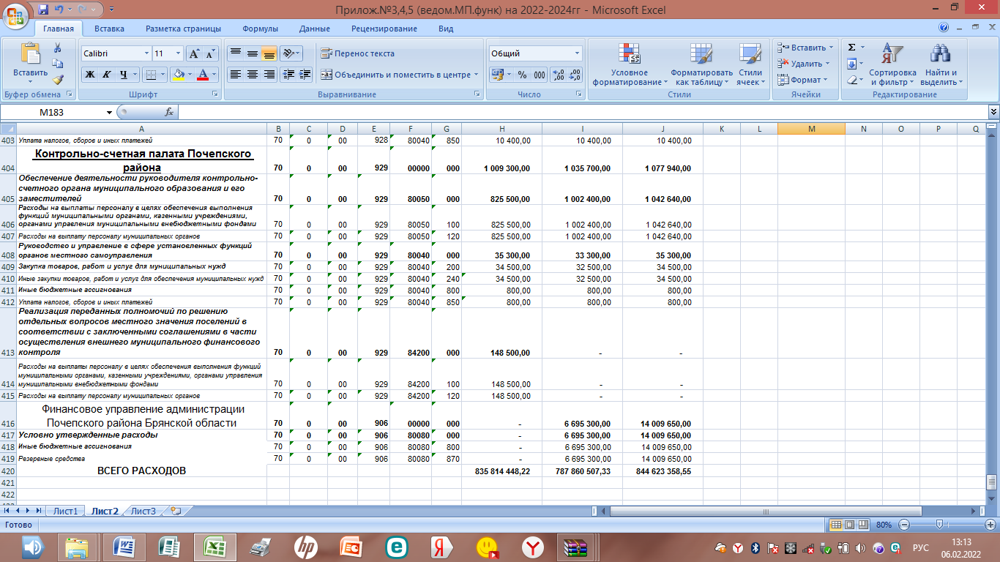 Прилож.№3,4,5 (ведом.МП.функ) на 2022-2024гг - Microsoft Excel
Главная Вставка Разметка страницы Формулы Данные Рецензирование Вид
Вставить Calibri 11 Перенос текста Общий Условное форматирование Форматировать как таблицу Стили ячеек Вставить Сортировка и фильтр Найти и выделить
Ж К Ч Объединить и поместить в центре % 000 Удалить
Формат
Буфер обмена Шрифт Выравнивание Число Стили Ячейки Редактирование
M183 fx
A B C D E F G H I J K L M N O P Q
403 Уплата налогов, сборов и иных платежей 70 0 00 928 80040 850 10 400,00 10 400,00 10 400,00
Контрольно-счетная палата Почепского
404 района 70 0 00 929 00000 000 1 009 300,00 1 035 700,00 1 077 940,00
Обеспечение деятельности руководителя контрольно-
счетного органа муниципального образования и его
405 заместителей 70 0 00 929 80050 000 825 500,00 1 002 400,00 1 042 640,00
Расходы на выплаты персоналу в целях обеспечения выполнения
функций муниципальными органами, казенными учреждениями,
406 органами управления муниципальными внебюджетными фондами 70 0 00 929 80050 100 825 500,00 1 002 400,00 1 042 640,00
407 Расходы на выплату персоналу муниципальных органов 70 0 00 929 80050 120 825 500,00 1 002 400,00 1 042 640,00
Руководство и управление в сфере установленных функций
408 органов местного самоуправления 70 0 00 929 80040 000 35 300,00 33 300,00 35 300,00
409 Закупка товаров, работ и услуг для муниципальных нужд 70 0 00 929 80040 200 34 500,00 32 500,00 34 500,00
410 Иные закупки товаров, работ и услуг для обеспечения муниципальных нужд 70 0 00 929 80040 240 34 500,00 32 500,00 34 500,00
411 Иные бюджетные ассигнования 70 0 00 929 80040 800 800,00 800,00 800,00
412 Уплата налогов, сборов и иных платежей 70 0 00 929 80040 850 800,00 800,00 800,00
Реализация переданных полномочий по решению
отдельных вопросов местного значения поселений в
соответствии с заключенными соглашениями в части
осуществления внешнего муниципального финансового
413 контроля 70 0 00 929 84200 000 148 500,00 - -
Расходы на выплаты персоналу в целях обеспечения выполнения функций
муниципальными органами, казенными учреждениями, органами управления
414 муниципальными внебюджетными фондами 70 0 00 929 84200 100 148 500,00 - -
415 Расходы на выплату персоналу муниципальных органов 70 0 00 929 84200 120 148 500,00 - -
Финансовое управление администрации
416 Почепского района Брянской области 70 0 00 906 00000 000 - 6 695 300,00 14 009 650,00
417 Условно утвержденные расходы 70 0 00 906 80080 000 - 6 695 300,00 14 009 650,00
418 Иные бюджетные ассигнования 70 0 00 906 80080 800 - 6 695 300,00 14 009 650,00
419 Резервные средства 70 0 00 906 80080 870 - 6 695 300,00 14 009 650,00
420 ВСЕГО РАСХОДОВ 835 814 448,22 787 860 507,33 844 623 358,55
421
422
Лист1 Лист2 Лист3
Готово 80%
РУС 13:13
06.02.2022